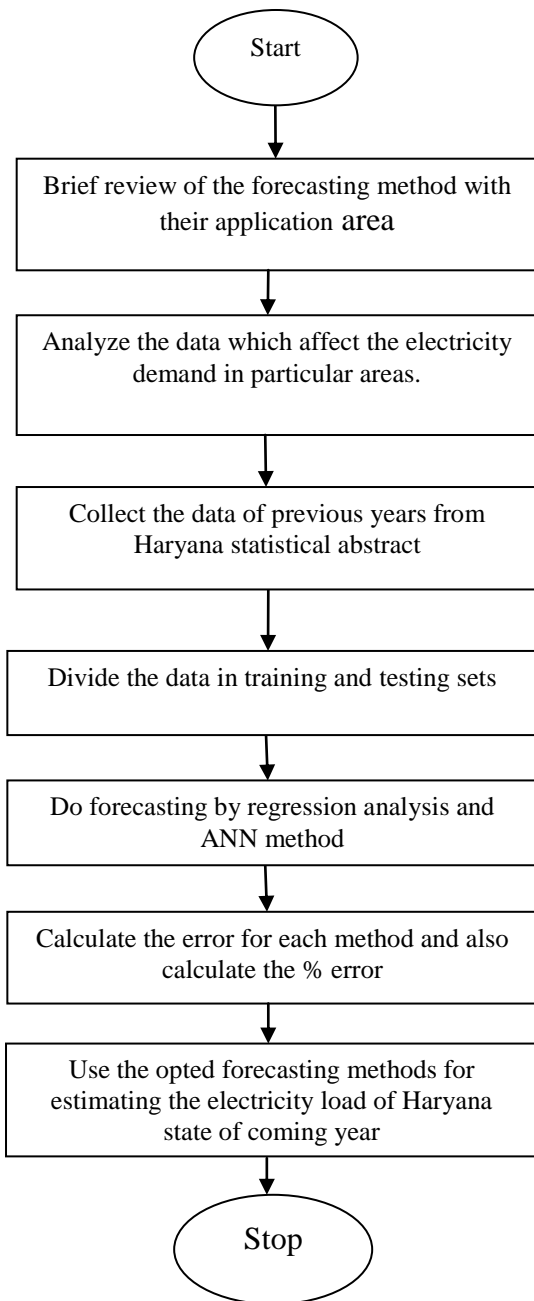 Start
Brief review of the forecasting method with
their application area
Analyze the data which affect the electricity
demand in particular areas.
Collect the data of previous years from
Haryana statistical abstract
Divide the data in training and testing sets
Do forecasting by regression analysis and
ANN method
Calculate the error for each method and also
calculate the % error
Use the opted forecasting methods for
estimating the electricity load of Haryana
state of coming year
Stop